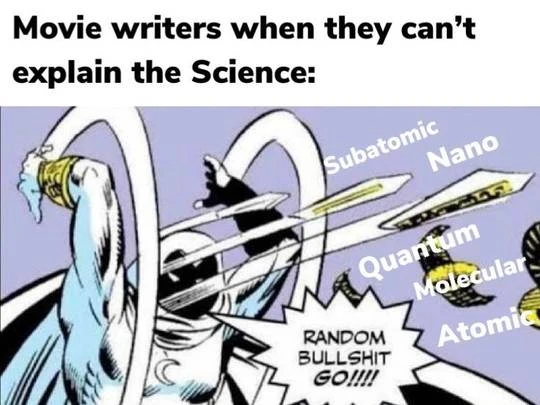 Movie writers when they can’t
explain the Science:
Subatomic
Nano
Quantum
Molecular
Atomic
RANDOM
BULLSHIT
GO!!!!